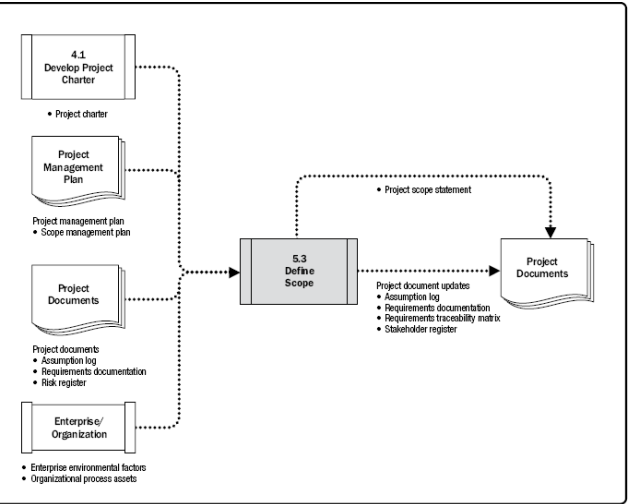 4.1
Develop Project
Charter
• Project charter
Project
Management
Plan
Project management plan
• Scope management plan
Project
Documents
Project documents
• Assumption log
• Requirements documentation
• Risk register
Enterprise/
Organization
• Enterprise environmental factors
• Organizational process assets
5.3
Define
Scope
• Project scope statement
Project document updates
• Assumption log
• Requirements documentation
• Requirements traceability matrix
• Stakeholder register
Project
Documents